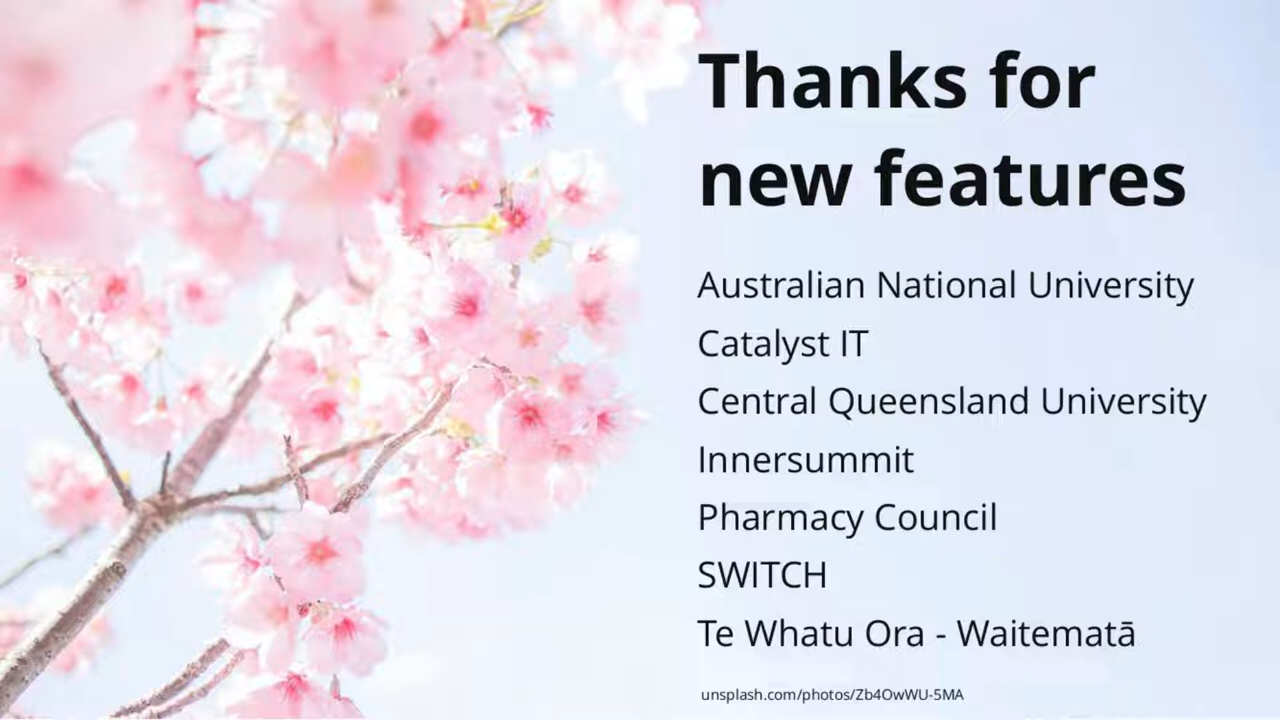 Thanks for
new features
Australian National University
Catalyst IT
Central Queensland University
Innersummit
Pharmacy Council
SWITCH
Te Whatu Ora - Waitematā
unsplash.com/photos/Zb4OwWU-5MA